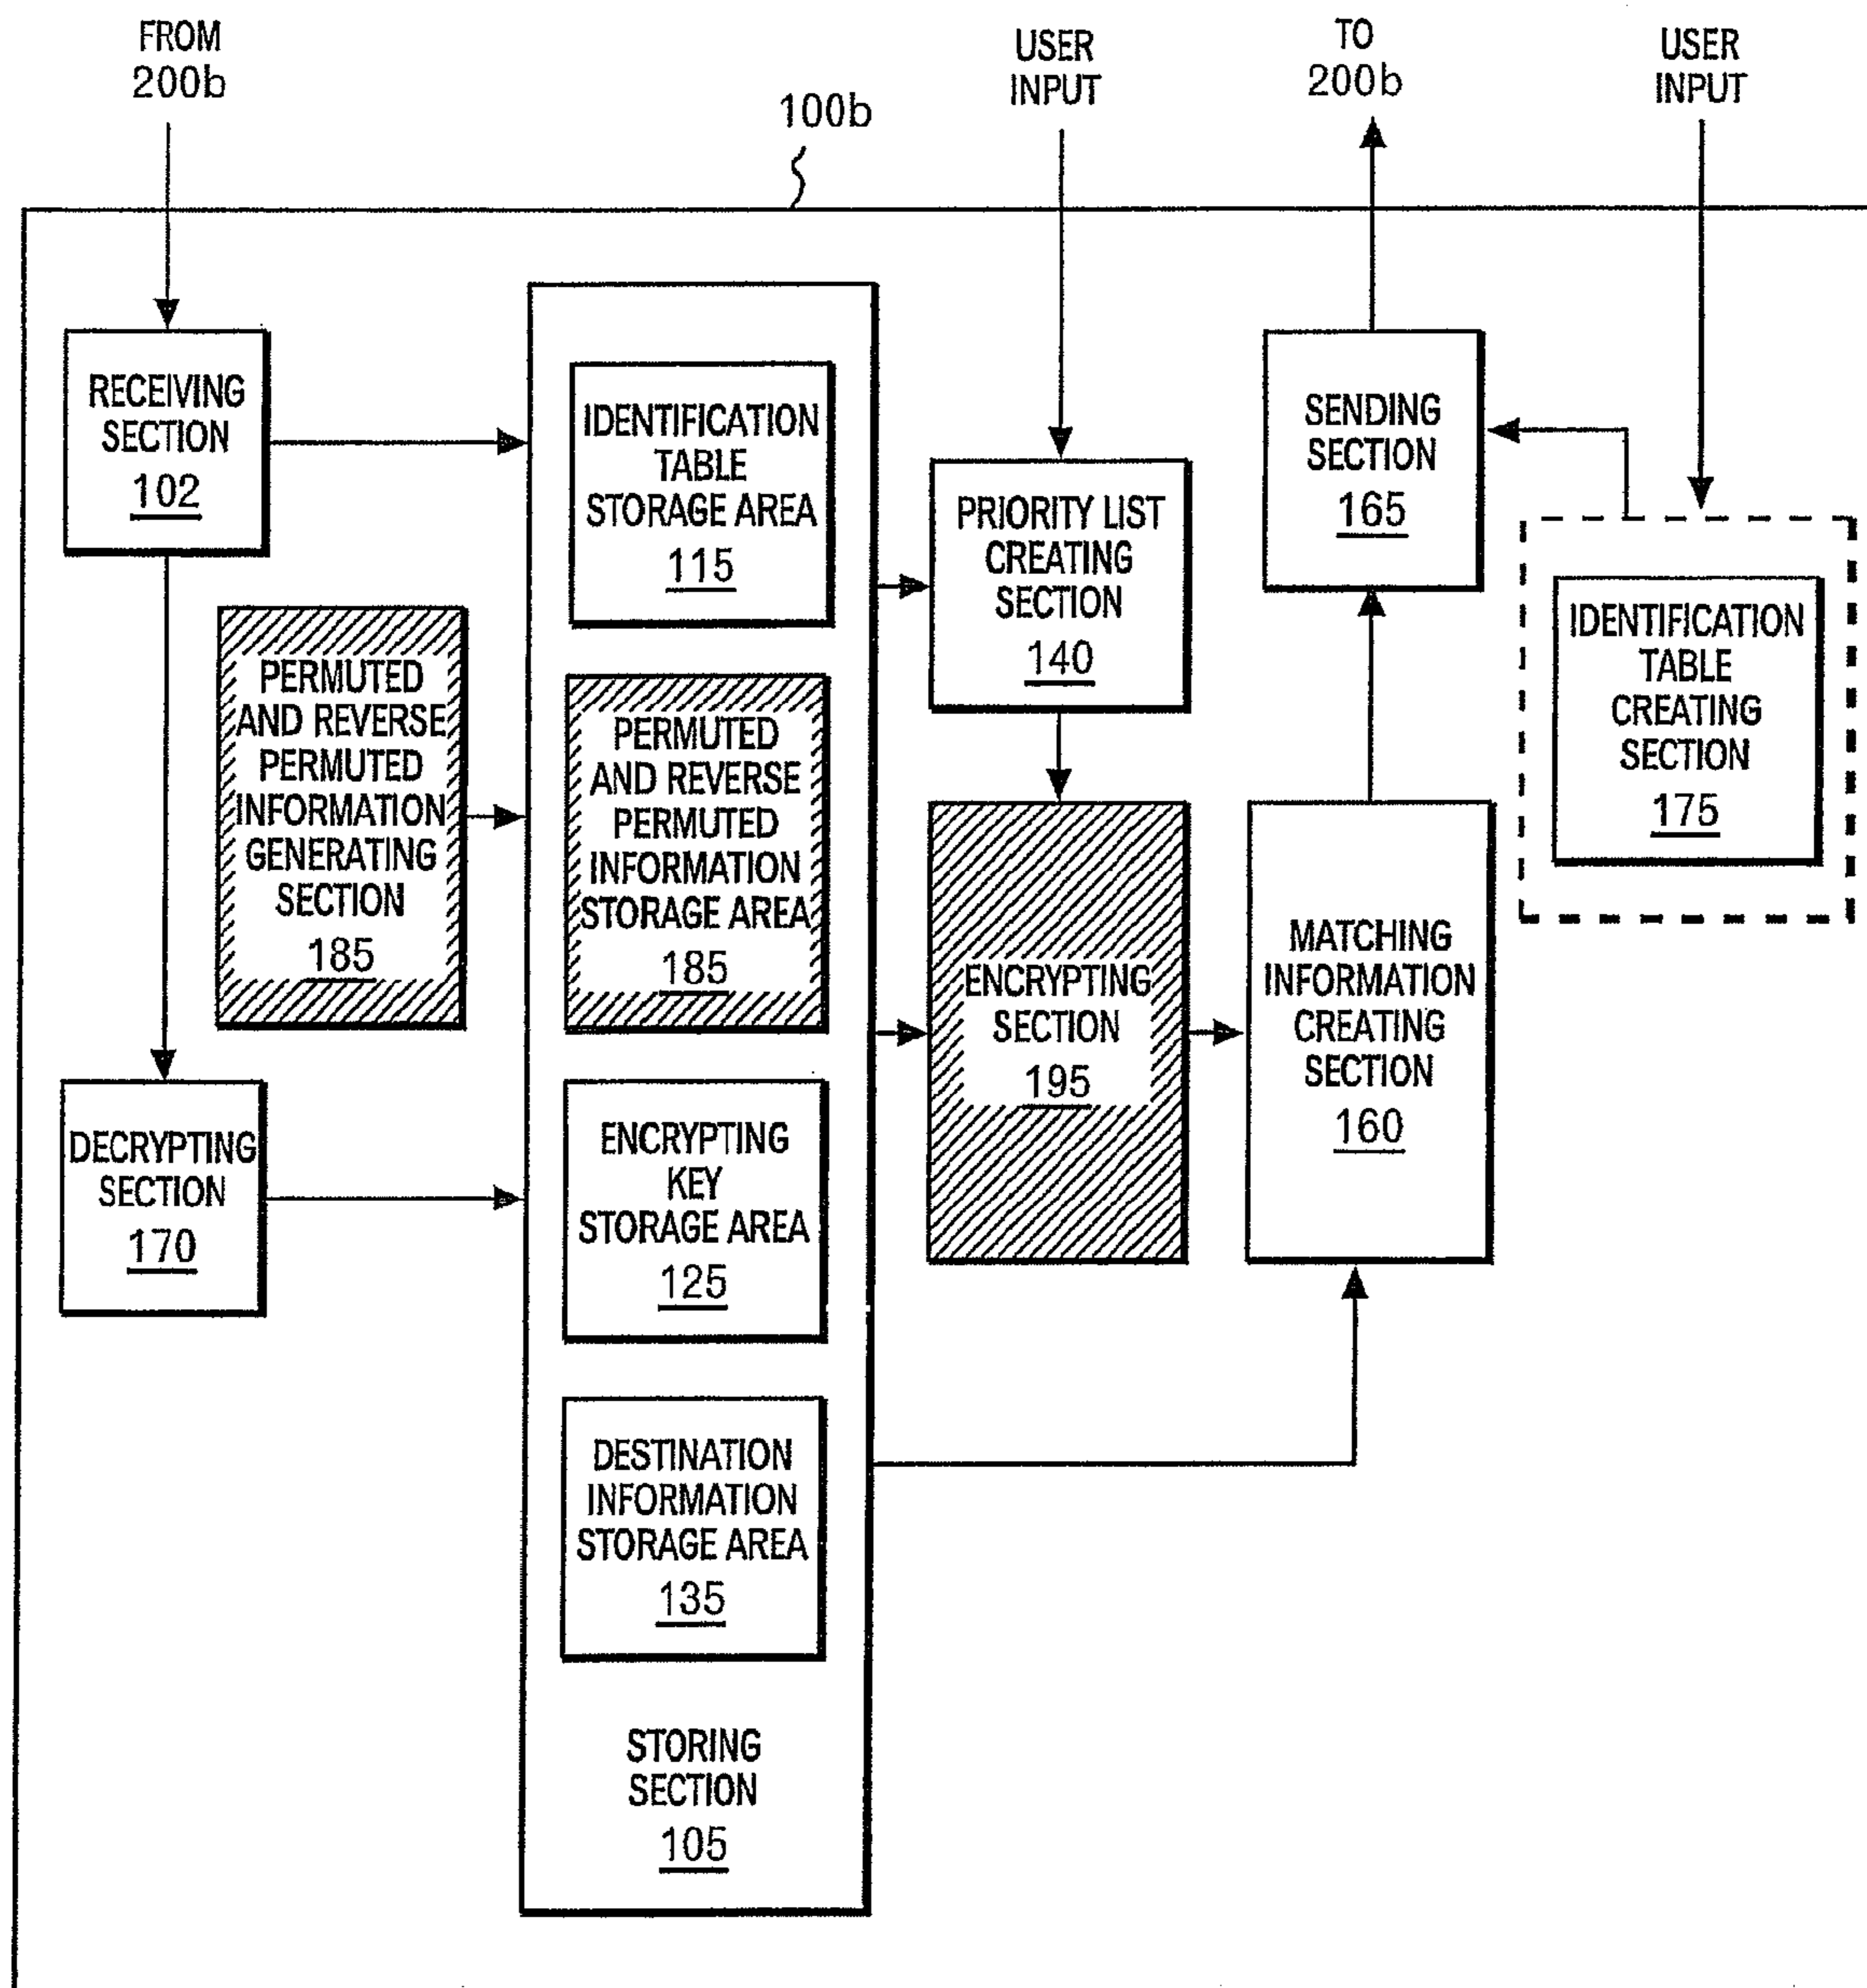 FROM
200b
USER
INPUT
TO
200b
USER
INPUT
100b
RECEIVING
SECTION
102
IDENTIFICATION
TABLE
STORAGE AREA
115
PRIORITY LIST
CREATING
SECTION
140
SENDING
SECTION
165
IDENTIFICATION
TABLE
CREATING
SECTION
175
PERMUTED
AND REVERSE
PERMUTED
INFORMATION
GENERATING
SECTION
185
PERMUTED
AND REVERSE
PERMUTED
INFORMATION
STORAGE AREA
185
ENCRYPTING
SECTION
195
MATCHING
INFORMATION
CREATING
SECTION
160
DECRYPTING
SECTION
170
ENCRYPTING
KEY
STORAGE AREA
125
DESTINATION
INFORMATION
STORAGE AREA
135
STORING
SECTION
105